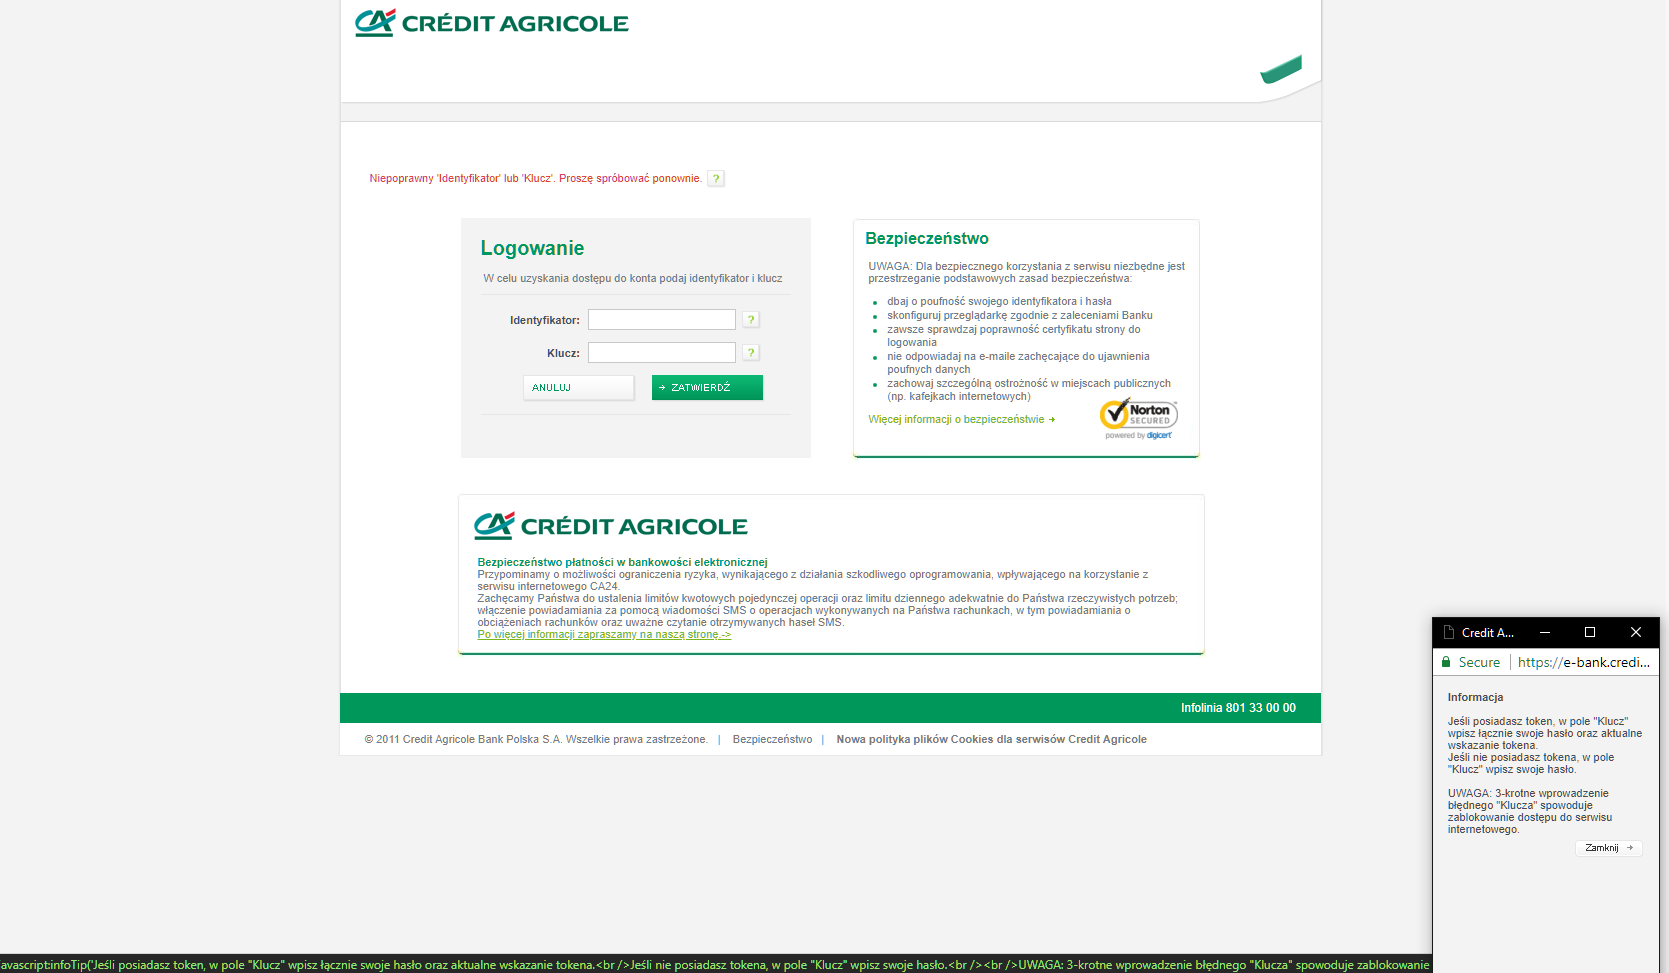 CRÉDIT AGRICOLE
Niepoprawny 'Identyfikator' lub 'Klucz'. Proszę spróbować ponownie. ?
Logowanie
W celu uzyskania dostępu do konta podaj identyfikator i klucz
Identyfikator: ?
Klucz: ?
ANULUJ
ZATWIERDŹ
Bezpieczeństwo
UWAGA: Dla bezpiecznego korzystania z serwisu niezbędne jest
przestrzeganie podstawowych zasad bezpieczeństwa:
dbaj o poufność swojego identyfikatora i hasła
skonfiguruj przeglądarkę zgodnie z zaleceniami Banku
zawsze sprawdzaj poprawność certyfikatu strony do
logowania
nie odpowiadaj na e-maile zachęcające do ujawnienia
poufnych danych
zachowaj szczególną ostrożność w miejscach publicznych
(np. kafejkach internetowych)
Więcej informacji o bezpieczeństwie
Norton
SECURED
powered by digicert
CRÉDIT AGRICOLE
Bezpieczeństwo płatności w bankowości elektronicznej
Przypominamy o możliwości ograniczenia ryzyka, wynikającego z działania szkodliwego oprogramowania, wpływającego na korzystanie z
serwisu internetowego CA24.
Zachęcamy Państwa do ustalenia limitów kwotowych pojedynczej operacji oraz limitu dziennego adekwatnie do Państwa rzeczywistych potrzeb;
włączenie powiadamiania za pomocą wiadomości SMS o operacjach wykonywanych na Państwa rachunkach, w tym powiadamiania o
obciążeniach rachunków oraz uważne czytanie otrzymywanych haseł SMS.
Po więcej informacji zapraszamy na naszą stronę.->
Infolinia 801 33 00 00
© 2011 Credit Agricole Bank Polska S.A. Wszelkie prawa zastrzeżone. | Bezpieczeństwo | Nowa polityka plików Cookies dla serwisów Credit Agricole
Credit A...
Secure | https://e-bank.credi...
Informacja
Jeśli posiadasz token, w pole "Klucz"
wpisz łącznie swoje hasło oraz aktualne
wskazanie tokena.
Jeśli nie posiadasz tokena, w pole
"Klucz" wpisz swoje hasło.
UWAGA: 3-krotne wprowadzenie
błędnego "Klucza" spowoduje
zablokowanie dostępu do serwisu
internetowego.
Zamknij
avascript:infoTip('Jeśli posiadasz token, w pole "Klucz" wpisz łącznie swoje hasło oraz aktualne wskazanie tokena.<br />Jeśli nie posiadasz tokena, w pole "Klucz" wpisz swoje hasło.<br /><br />UWAGA: 3-krotne wprowadzenie błędnego "Klucza" spowoduje zablokowanie